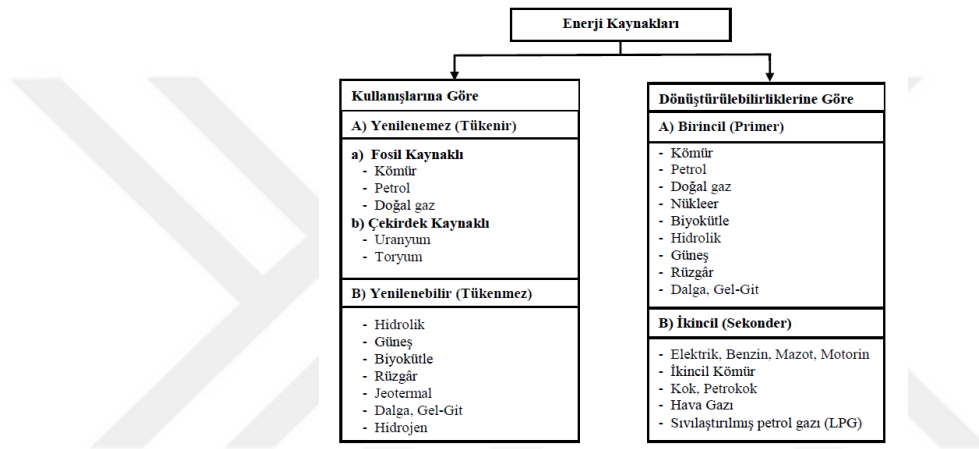 Enerji Kaynakları
Kullanışlarına Göre
A) Yenilenemez (Tükenir)
a) Fosil Kaynaklı
- Kömür
- Petrol
- Doğal gaz
b) Çekirdek Kaynaklı
- Uranyum
- Toryum
B) Yenilenebilir (Tükenmez)
- Hidrolik
- Güneş
- Biyokütle
- Rüzgâr
- Jeotermal
- Dalga, Gel-Git
- Hidrojen
Dönüştürülebilirliklerine Göre
A) Birincil (Primer)
- Kömür
- Petrol
- Doğal gaz
- Nükleer
- Biyokütle
- Hidrolik
- Güneş
- Rüzgâr
- Dalga, Gel-Git
B) İkincil (Sekonder)
- Elektrik, Benzin, Mazot, Motorin
- İkincil Kömür
- Kok, Petrokok
- Hava Gazı
- Sıvılaştırılmış petrol gazı (LPG)